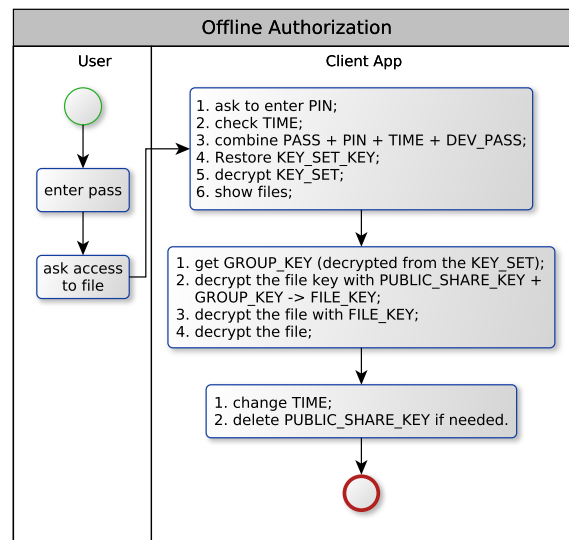 Offline Authorization
User
Client App
enter pass
ask access
to file
1. ask to enter PIN;
2. check TIME;
3. combine PASS + PIN + TIME + DEV_PASS;
4. Restore KEY_SET_KEY;
5. decrypt KEY_SET;
6. show files;
1. get GROUP_KEY (decrypted from the KEY_SET);
2. decrypt the file key with PUBLIC_SHARE_KEY +
GROUP_KEY -> FILE_KEY;
3. decrypt the file with FILE_KEY;
4. decrypt the file;
1. change TIME;
2. delete PUBLIC_SHARE_KEY if needed.